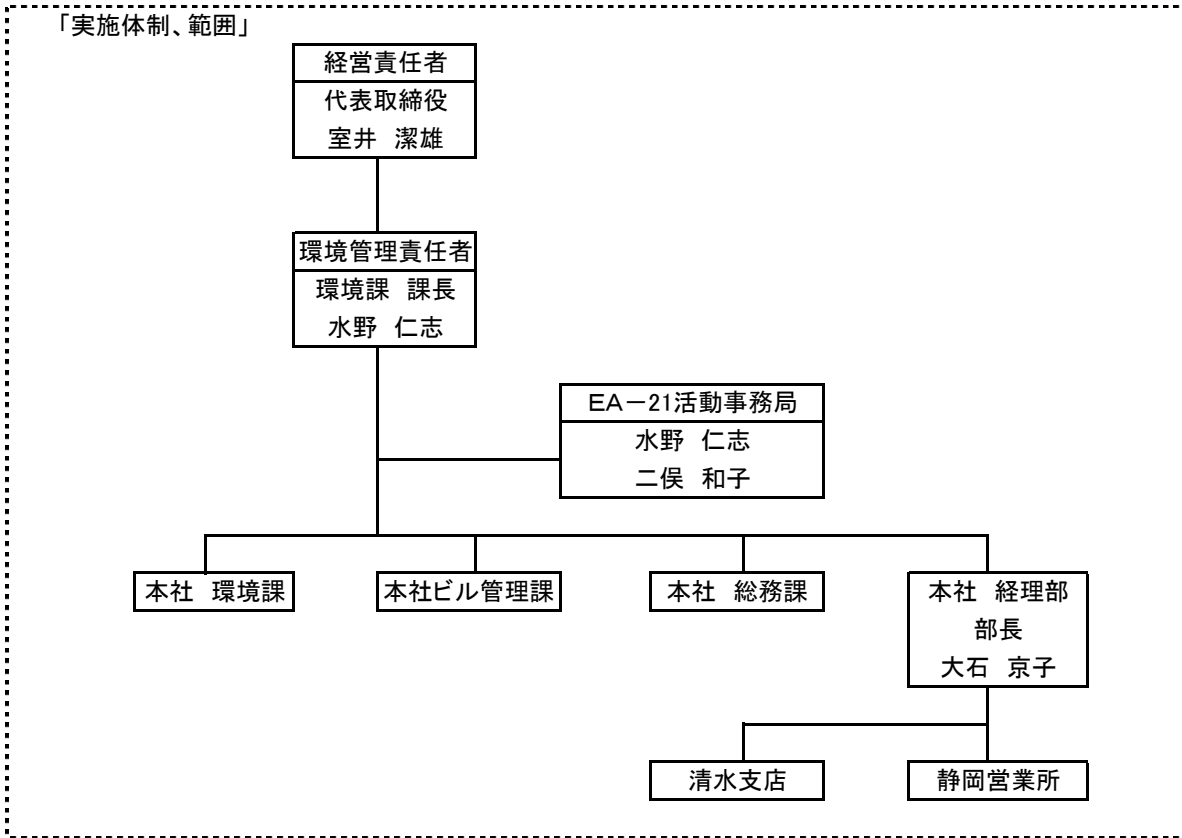 「実施体制、範囲」
経営責任者
代表取締役
室井　潔雄
環境管理責任者
環境課　課長
水野　仁志
ＥＡ－21活動事務局
水野　仁志
二俣　和子
本社　環境課
本社ビル管理課
本社　総務課
本社　経理部
部長
大石　京子
清水支店
静岡営業所